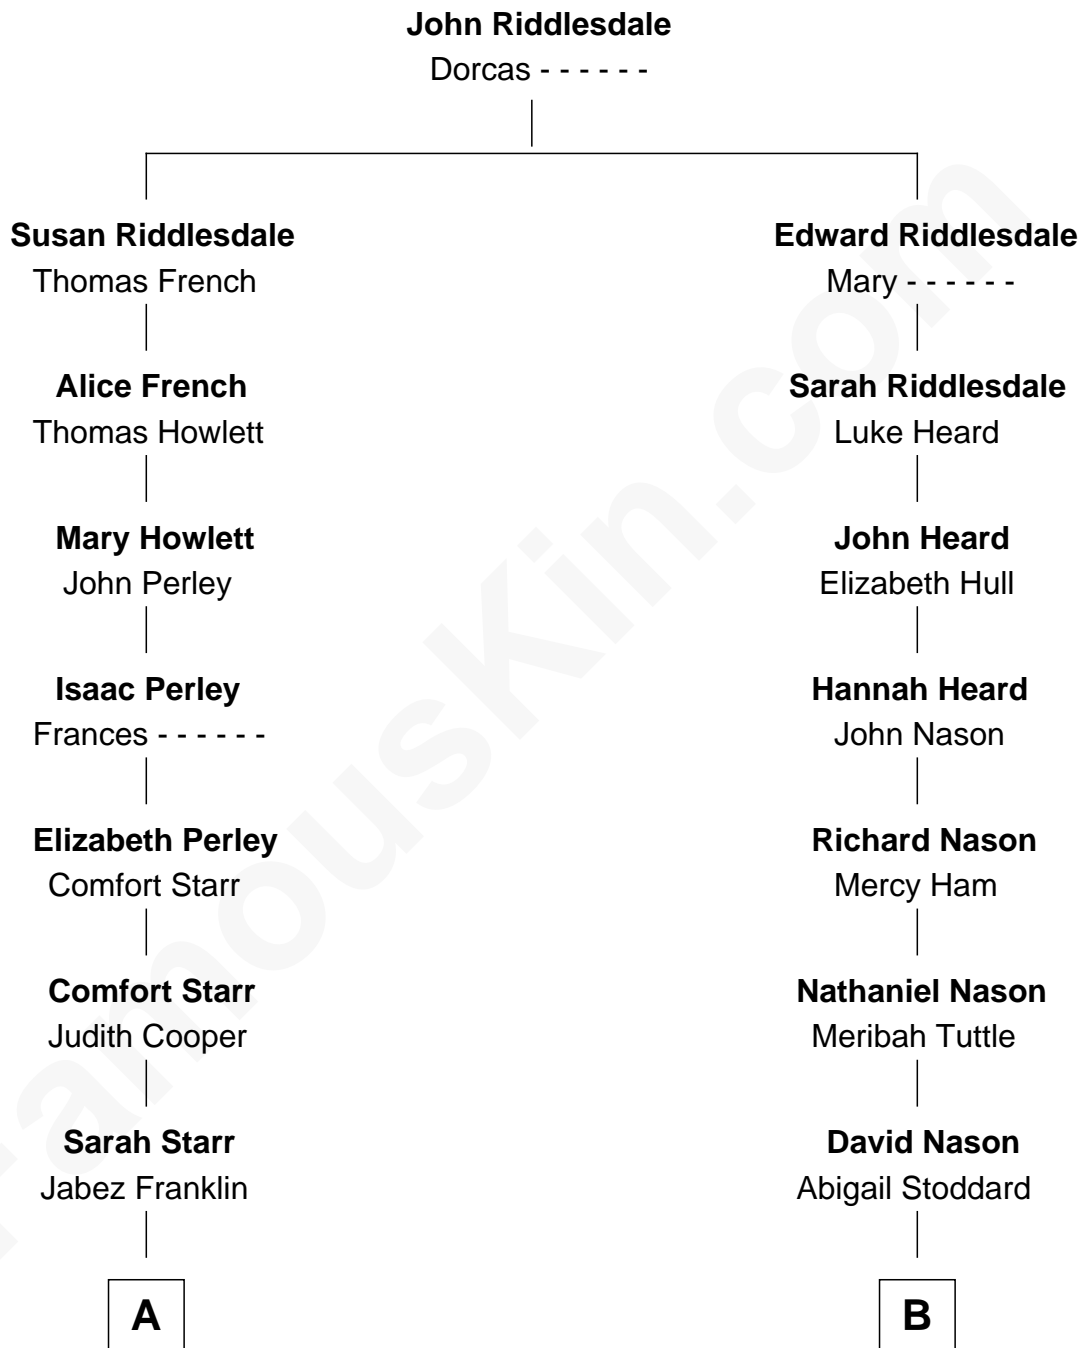 John Riddlesdale
Dorcas - - - - - -
Susan Riddlesdale
Thomas French
Edward Riddlesdale
Mary - - - - - -
Alice French
Thomas Howlett
Sarah Riddlesdale
Luke Heard
Mary Howlett
John Perley
John Heard
Elizabeth Hull
Isaac Perley
Frances - - - - - -
Hannah Heard
John Nason
Elizabeth Perley
Comfort Starr
Richard Nason
Mercy Ham
Comfort Starr
Judith Cooper
Nathaniel Nason
Meribah Tuttle
Sarah Starr
Jabez Franklin
David Nason
Abigail Stoddard
A
B
FamousKin.com